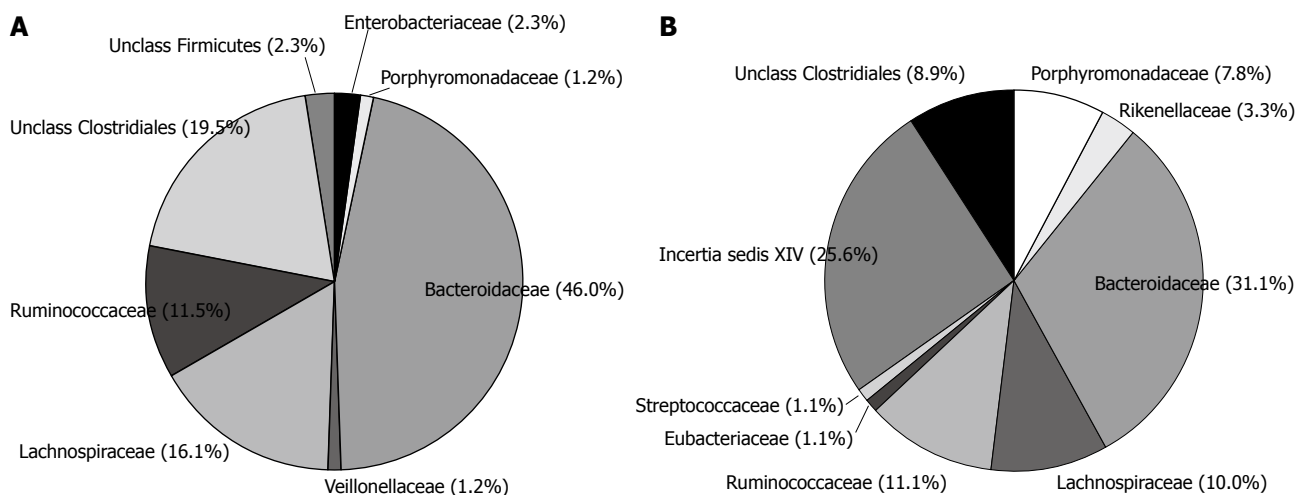 A
Enterobacteriaceae (2.3%)
Unclass Firmicutes (2.3%)
Porphyromonadaceae (1.2%)
Unclass Clostridiales (19.5%)
Bacteroidaceae (46.0%)
Ruminococcaceae (11.5%)
Lachnospiraceae (16.1%)
Veillonellaceae (1.2%)
B
Unclass Clostridiales (8.9%)
Porphyromonadaceae (7.8%)
Rikenellaceae (3.3%)
Incertia sedis XIV (25.6%)
Bacteroidaceae (31.1%)
Streptococcaceae (1.1%)
Eubacteriaceae (1.1%)
Ruminococcaceae (11.1%)
Lachnospiraceae (10.0%)